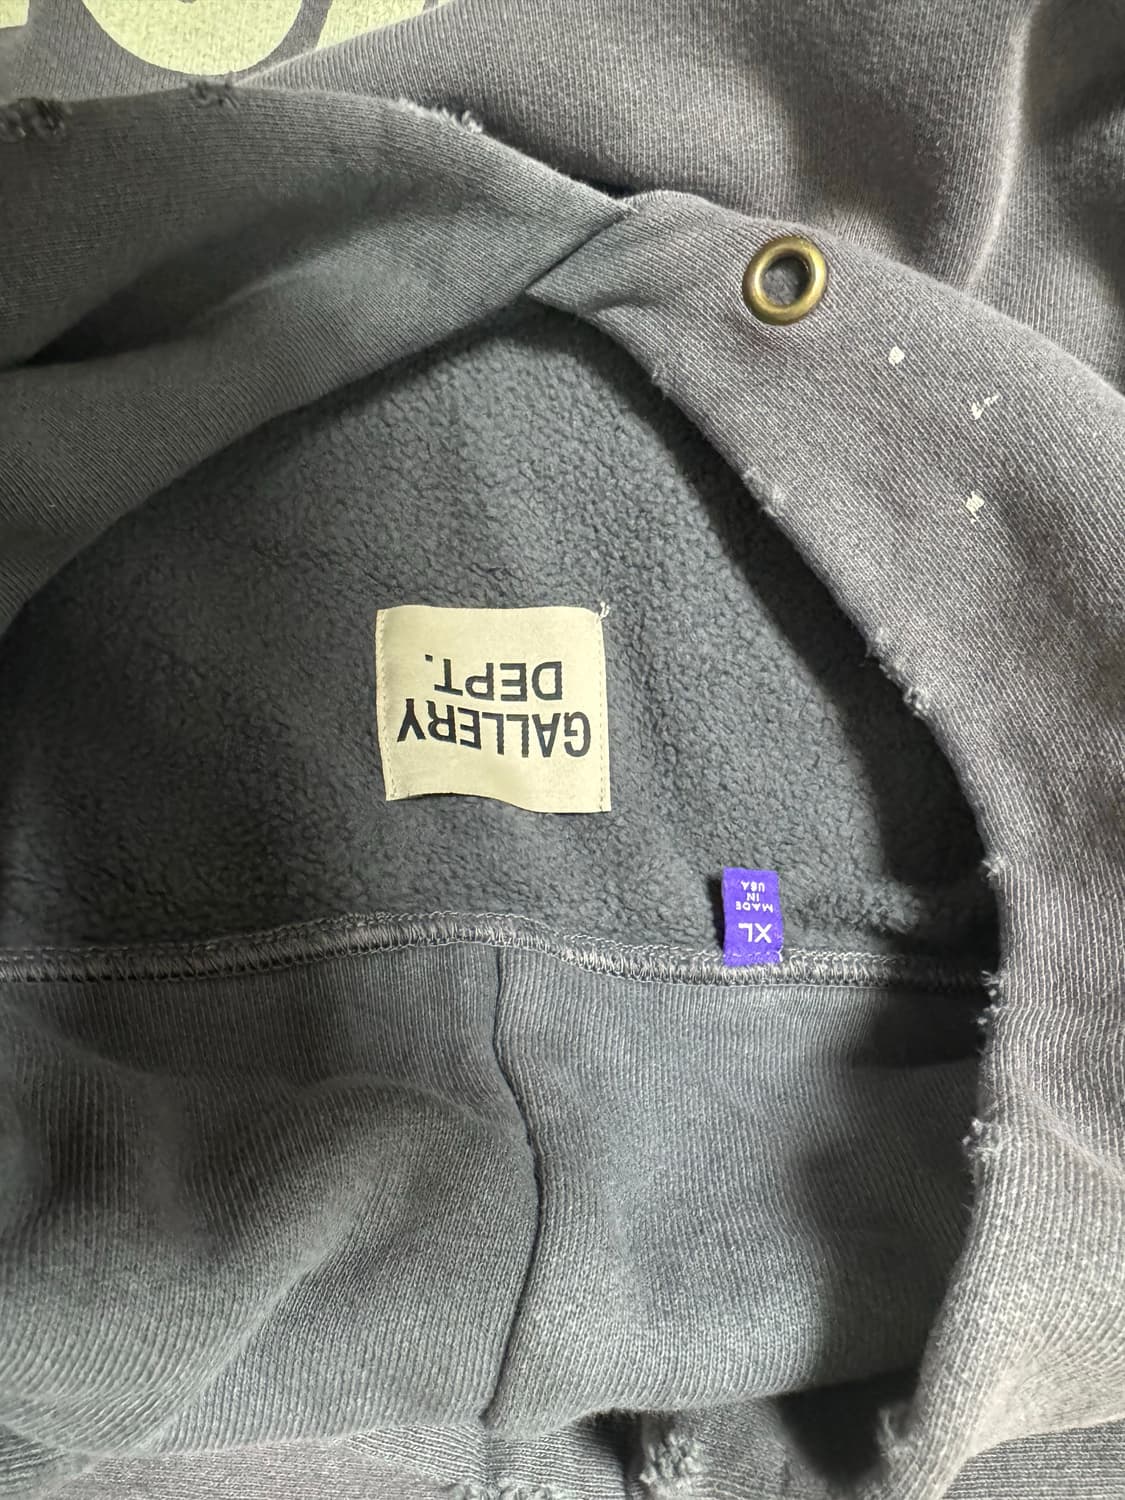 GALLERY
DEPT.
XL
MADE
IN
USA